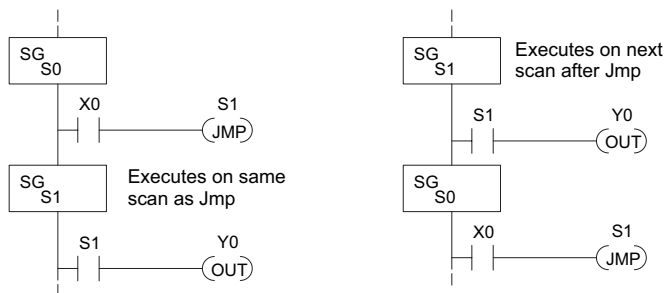 SG
S0
X0
S1
JMP
SG
S1
Executes on same
scan as Jmp
S1
Y0
OUT
SG
S1
Executes on next
scan after Jmp
S1
Y0
OUT
SG
S0
X0
S1
JMP